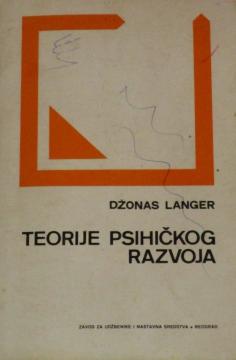 DŽONAS LANGER
TEORIJE PSIHIČKOG
RAZVOJA
ZAVOD ZA UDŽBENIKE I NASTAVNA SREDSTVA • BEOGRAD